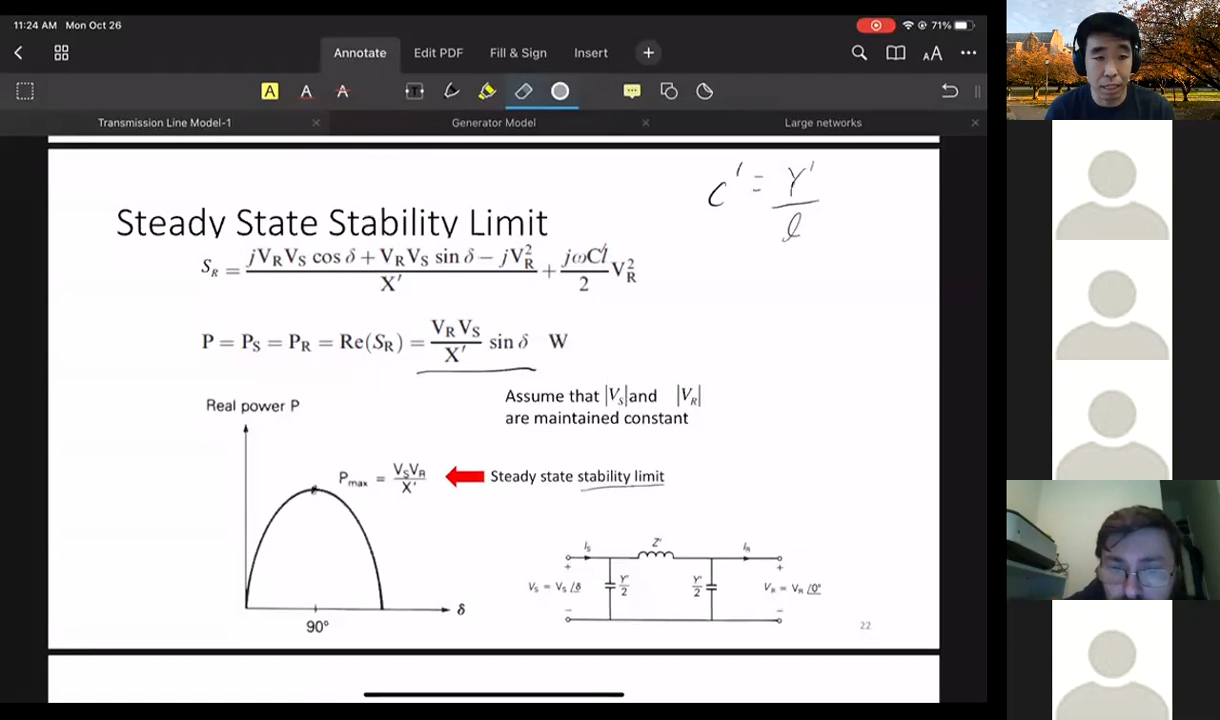 11:24 AM Mon Oct 26
71%
Annotate Edit PDF Fill & Sign Insert +
AA
A A A T
Transmission Line Model-1 × Generator Model × Large networks ×
C' = Y' / l
Steady State Stability Limit
S_R = (jV_R V_S cos δ + V_R V_S sin δ − jV_R^2) / X' + (jωC'l / 2) V_R^2
P = P_S = P_R = Re(S_R) = (V_R V_S / X') sin δ W
Assume that |V_S| and |V_R|
are maintained constant
Real power P
P_max = V_S V_R / X'
Steady state stability limit
I_S Z' I_R
+ +
V_S = V_S /δ Y'/2 Y'/2 V_R = V_R /0°
− −
δ
90°
22